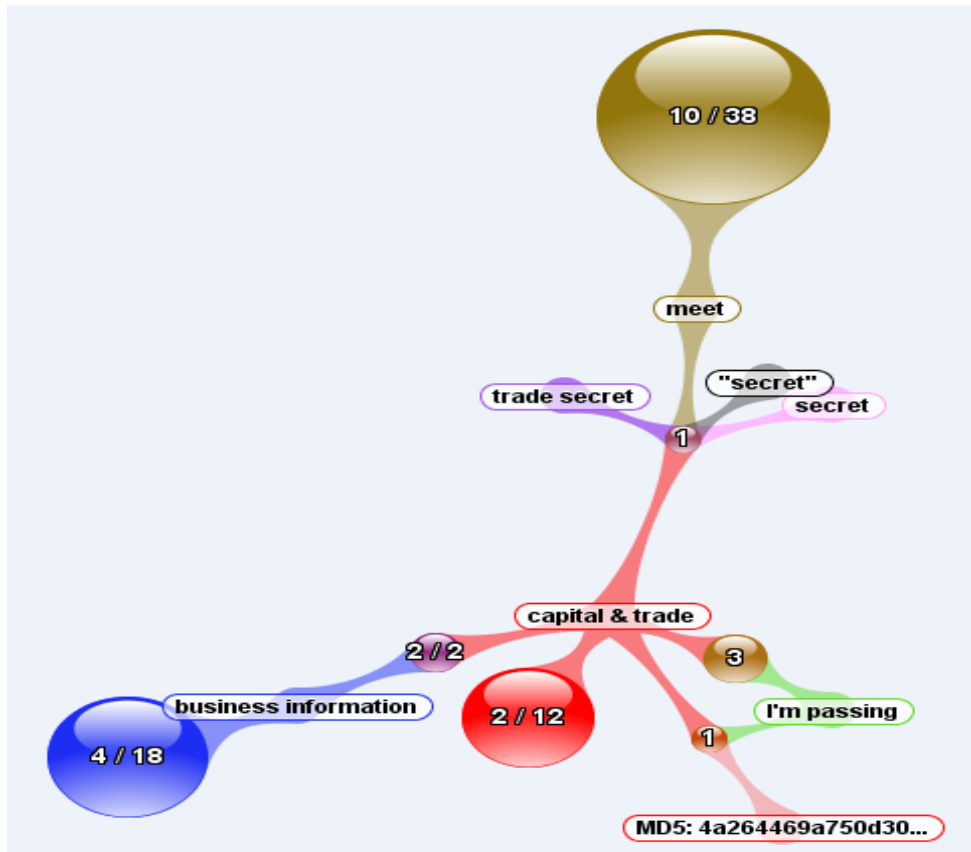 10 / 38
meet
"secret"
trade secret
secret
1
capital & trade
2 / 2
3
business information
I'm passing
2 / 12
1
4 / 18
MD5: 4a264469a750d30...